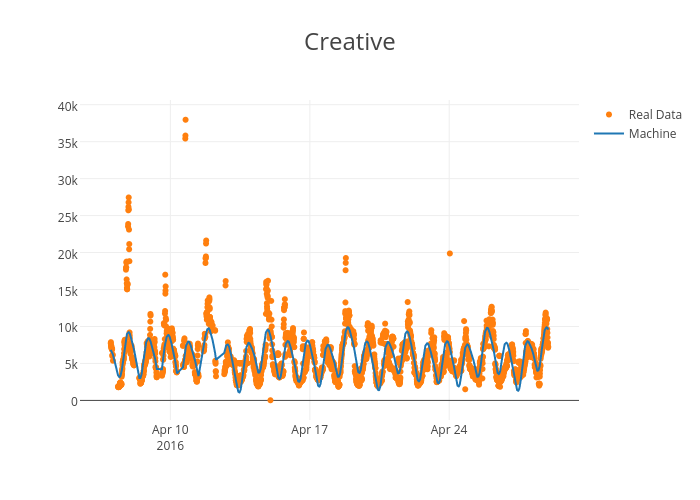 Creative
40k
35k
30k
25k
20k
15k
10k
5k
0
Apr 10
2016
Apr 17
Apr 24
Real Data
Machine